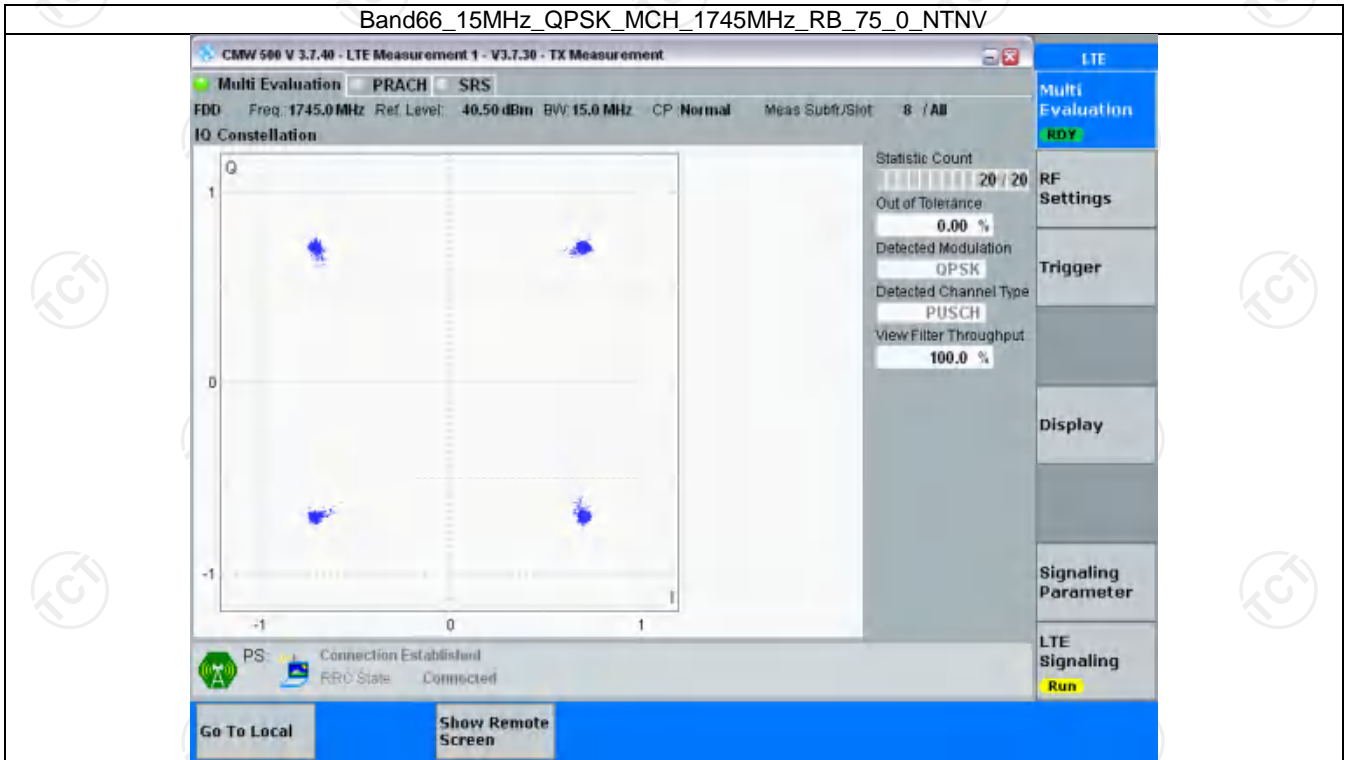 Band66_15MHz_QPSK_MCH_1745MHz_RB_75_0_NTNV
CMW 500 V 3.7.40 - LTE Measurement 1 - V3.7.30 - TX Measurement
LTE
Multi Evaluation PRACH SRS
Multi
Evaluation
RDY
FDD Freq: 1745.0 MHz Ref. Level: 40.50 dBm BW: 15.0 MHz CP: Normal Meas Subfr./Slot: 8 / All
IQ Constellation
Q
1
0
-1
I
-1 0 1
Statistic Count
20 / 20
Out of Tolerance
0.00 %
Detected Modulation
QPSK
Detected Channel Type
PUSCH
View Filter Throughput
100.0 %
RF
Settings
Trigger
Display
Signaling
Parameter
LTE
Signaling
Run
PS: Connection Established
RRC State Connected
Go To Local
Show Remote
Screen
TCT
TCT
TCT
TCT